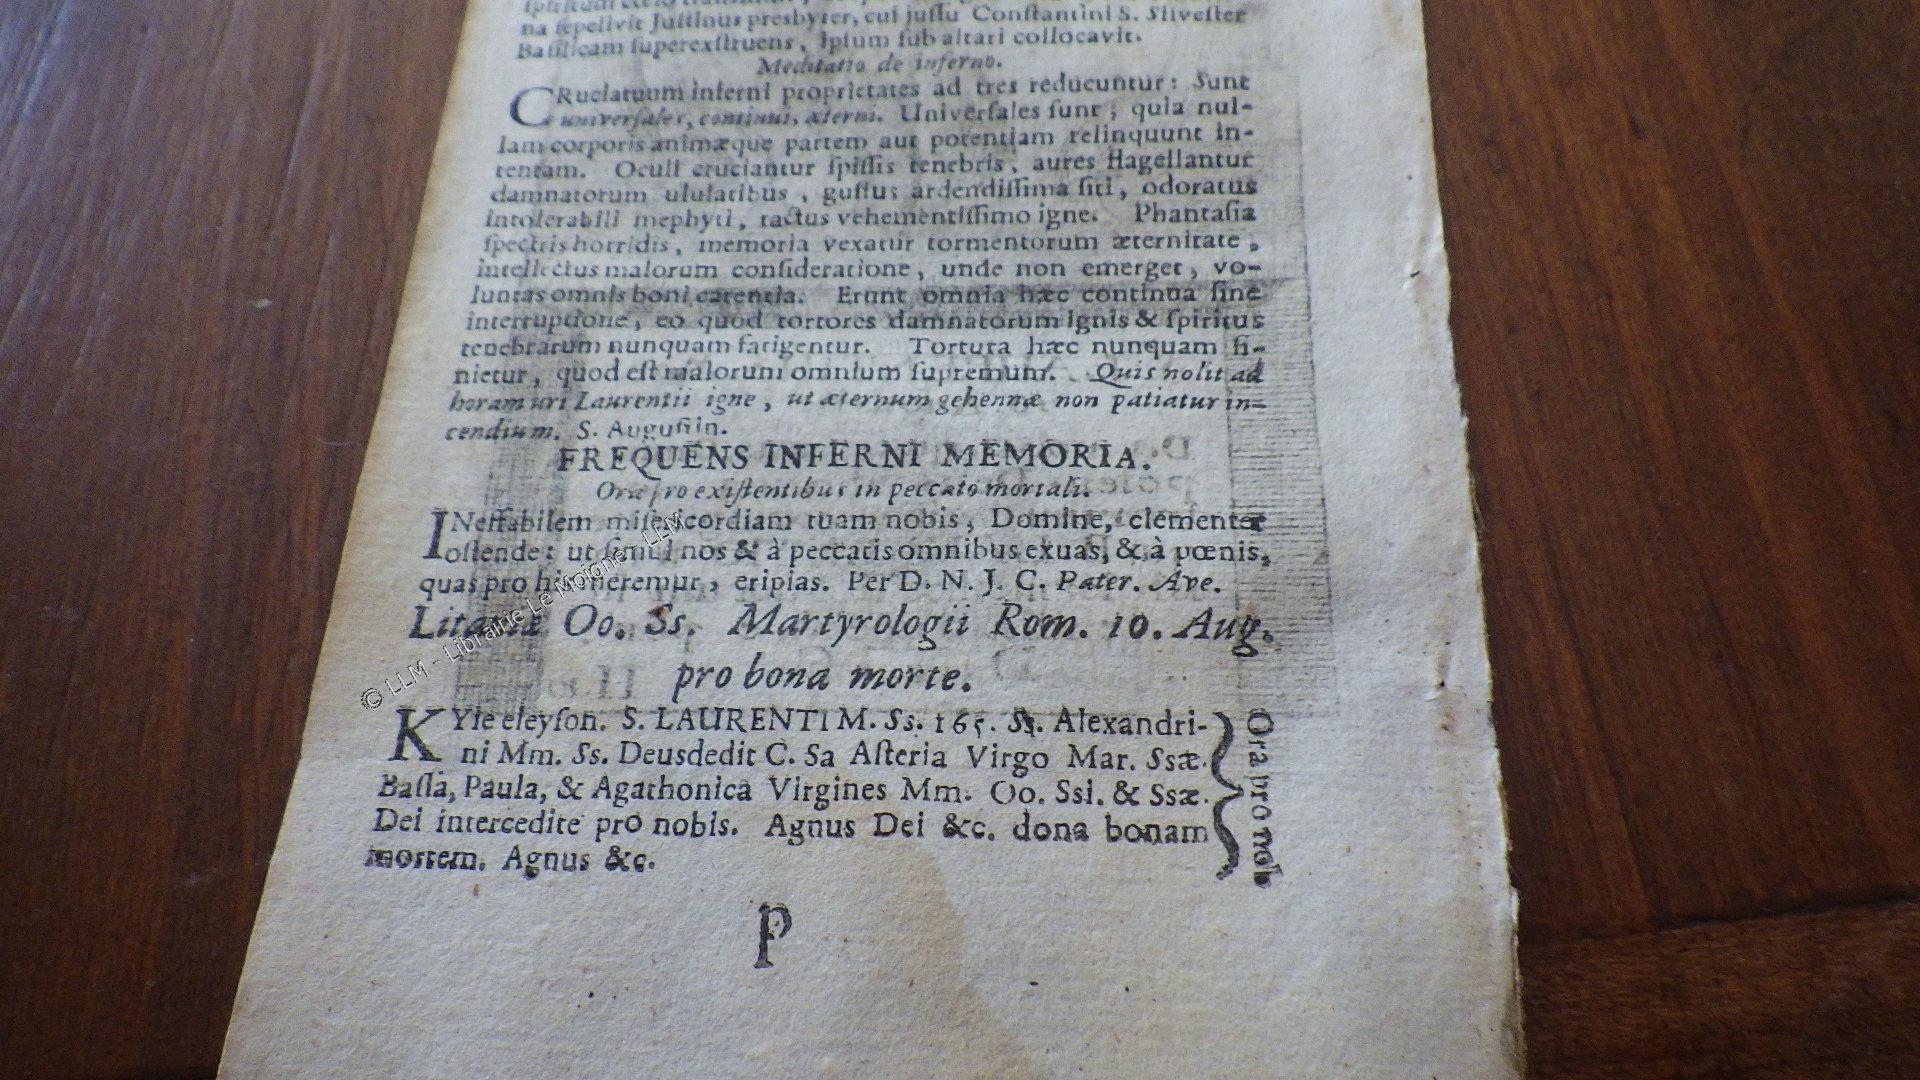 na sepelivit Justinus presbyter, cui jussu Constantini S. Silvester
Basilicam superexstruens, ipsum sub altari collocavit.
Meditatio de inferno.
CRuciatuum inferni proprietates ad tres reducuntur: Sunt
universales, continui, æterni. Universales sunt, quia nul-
lam corporis animæque partem aut potentiam relinquunt in-
tentam. Oculi cruciantur spissis tenebris, aures flagellantur
damnatorum ululatibus, gustus ardendissima siti, odoratus
intolerabili mephyti, tactus vehementissimo igne. Phantasia
spectris horridis, memoria vexatur tormentorum æternitate,
intellectus malorum consideratione, unde non emerget, vo-
luntas omnis boni carentia. Erunt omnia hæc continua sine
interruptione, eo quod tortores damnatorum ignis & spiritus
tenebrarum nunquam fatigentur. Tortura hæc nunquam fi-
nietur, quod est malorum omnium supremum. Quis nolit ad
horam uri Laurentii igne, ut æternum gehennæ non patiatur in-
cendium. S. Augustin.
FREQUENS INFERNI MEMORIA.
Ora pro existentibus in peccato mortali.
INeffabilem misericordiam tuam nobis, Domine, clementer
ostende: ut simul nos & à peccatis omnibus exuas, & à pœnis,
quas pro his meremur, eripias. Per D. N. J. C. Pater. Ave.
Litaniæ Oo. Ss. Martyrologii Rom. 10. Aug.
pro bona morte.
KYie eleyson. S. LAURENTI M. Ss. 165. Ss. Alexandri-
ni Mm. Ss. Deusdedit C. Sa Asteria Virgo Mar. Ssæ.
Bassa, Paula, & Agathonica Virgines Mm. Oo. Ssi. & Ssæ.
Dei intercedite pro nobis. Agnus Dei &c. dona bonam
mortem. Agnus &c.
Ora pro nob
P
© LLM - Librairie Le Moigne - LLM